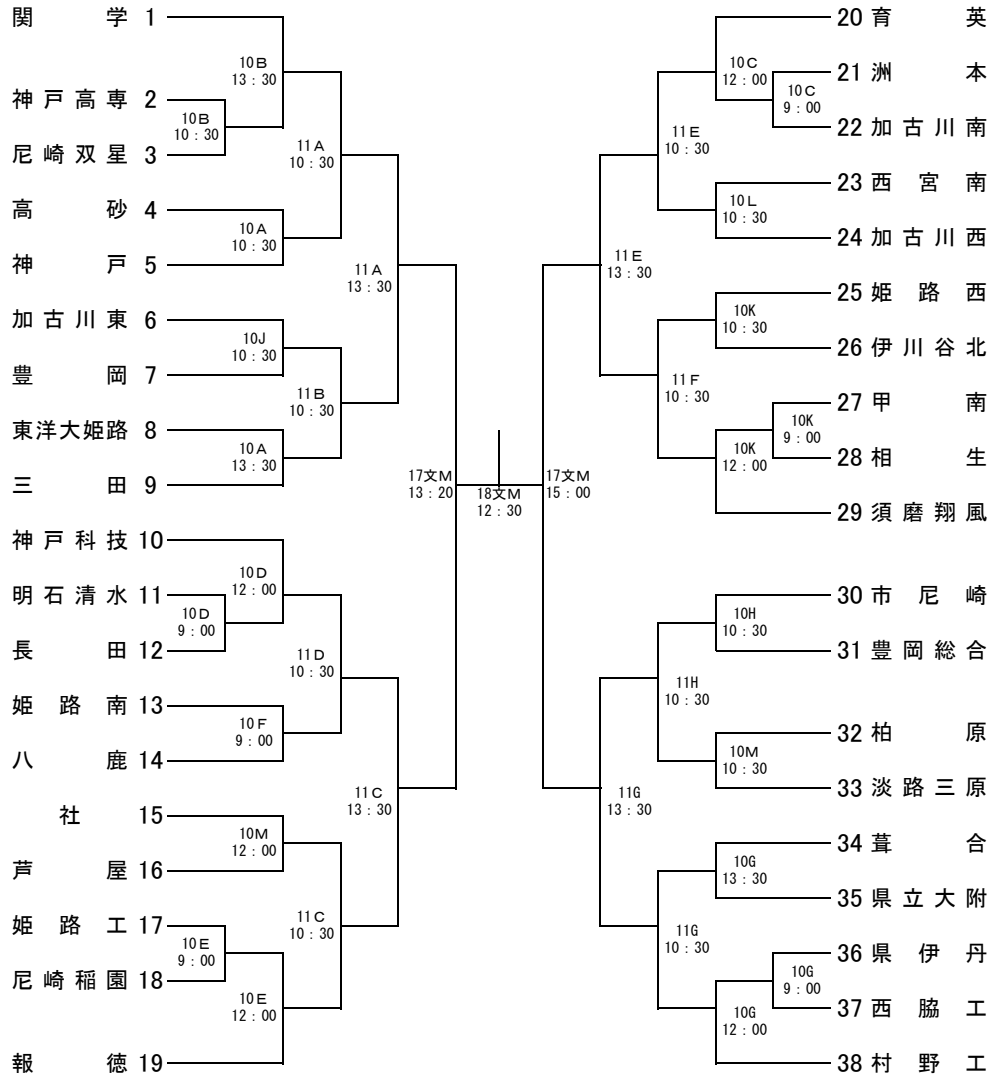 関学 1
神戸高専 2
尼崎双星 3
高砂 4
神戸 5
加古川東 6
豊岡 7
東洋大姫路 8
三田 9
神戸科技 10
明石清水 11
長田 12
姫路南 13
八鹿 14
社 15
芦屋 16
姫路工 17
尼崎稲園 18
報徳 19
10B
10:30
10B
13:30
10A
10:30
11A
10:30
10J
10:30
10A
13:30
11B
10:30
11A
13:30
10D
9:00
10D
12:00
10F
9:00
11D
10:30
10M
12:00
10E
9:00
10E
12:00
11C
10:30
11C
13:30
17文M
13:20
18文M
12:30
17文M
15:00
10C
12:00
10C
9:00
11E
10:30
10L
10:30
11E
13:30
10K
10:30
11F
10:30
10K
9:00
10K
12:00
10H
10:30
11H
10:30
10M
10:30
11G
13:30
10G
13:30
11G
10:30
10G
9:00
10G
12:00
20 育英
21 洲本
22 加古川南
23 西宮南
24 加古川西
25 姫路西
26 伊川谷北
27 甲南
28 相生
29 須磨翔風
30 市尼崎
31 豊岡総合
32 柏原
33 淡路三原
34 葺合
35 県立大附
36 県伊丹
37 西脇工
38 村野工